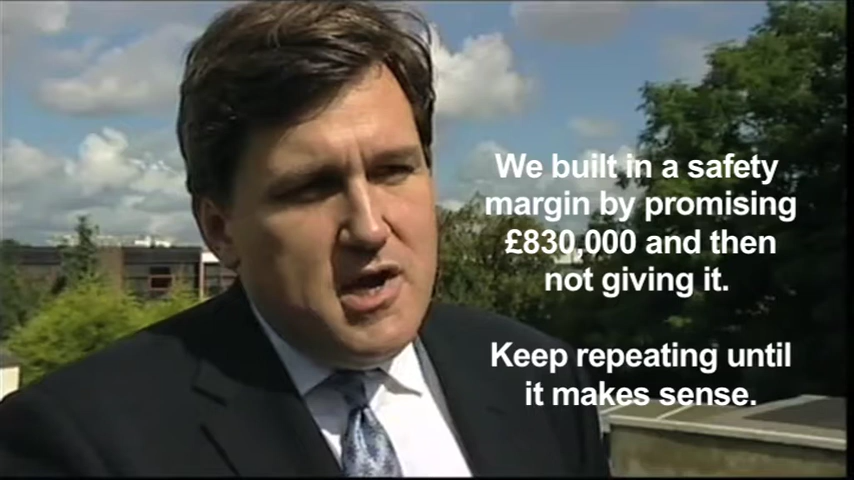 We built in a safety
margin by promising
£830,000 and then
not giving it.
Keep repeating until
it makes sense.